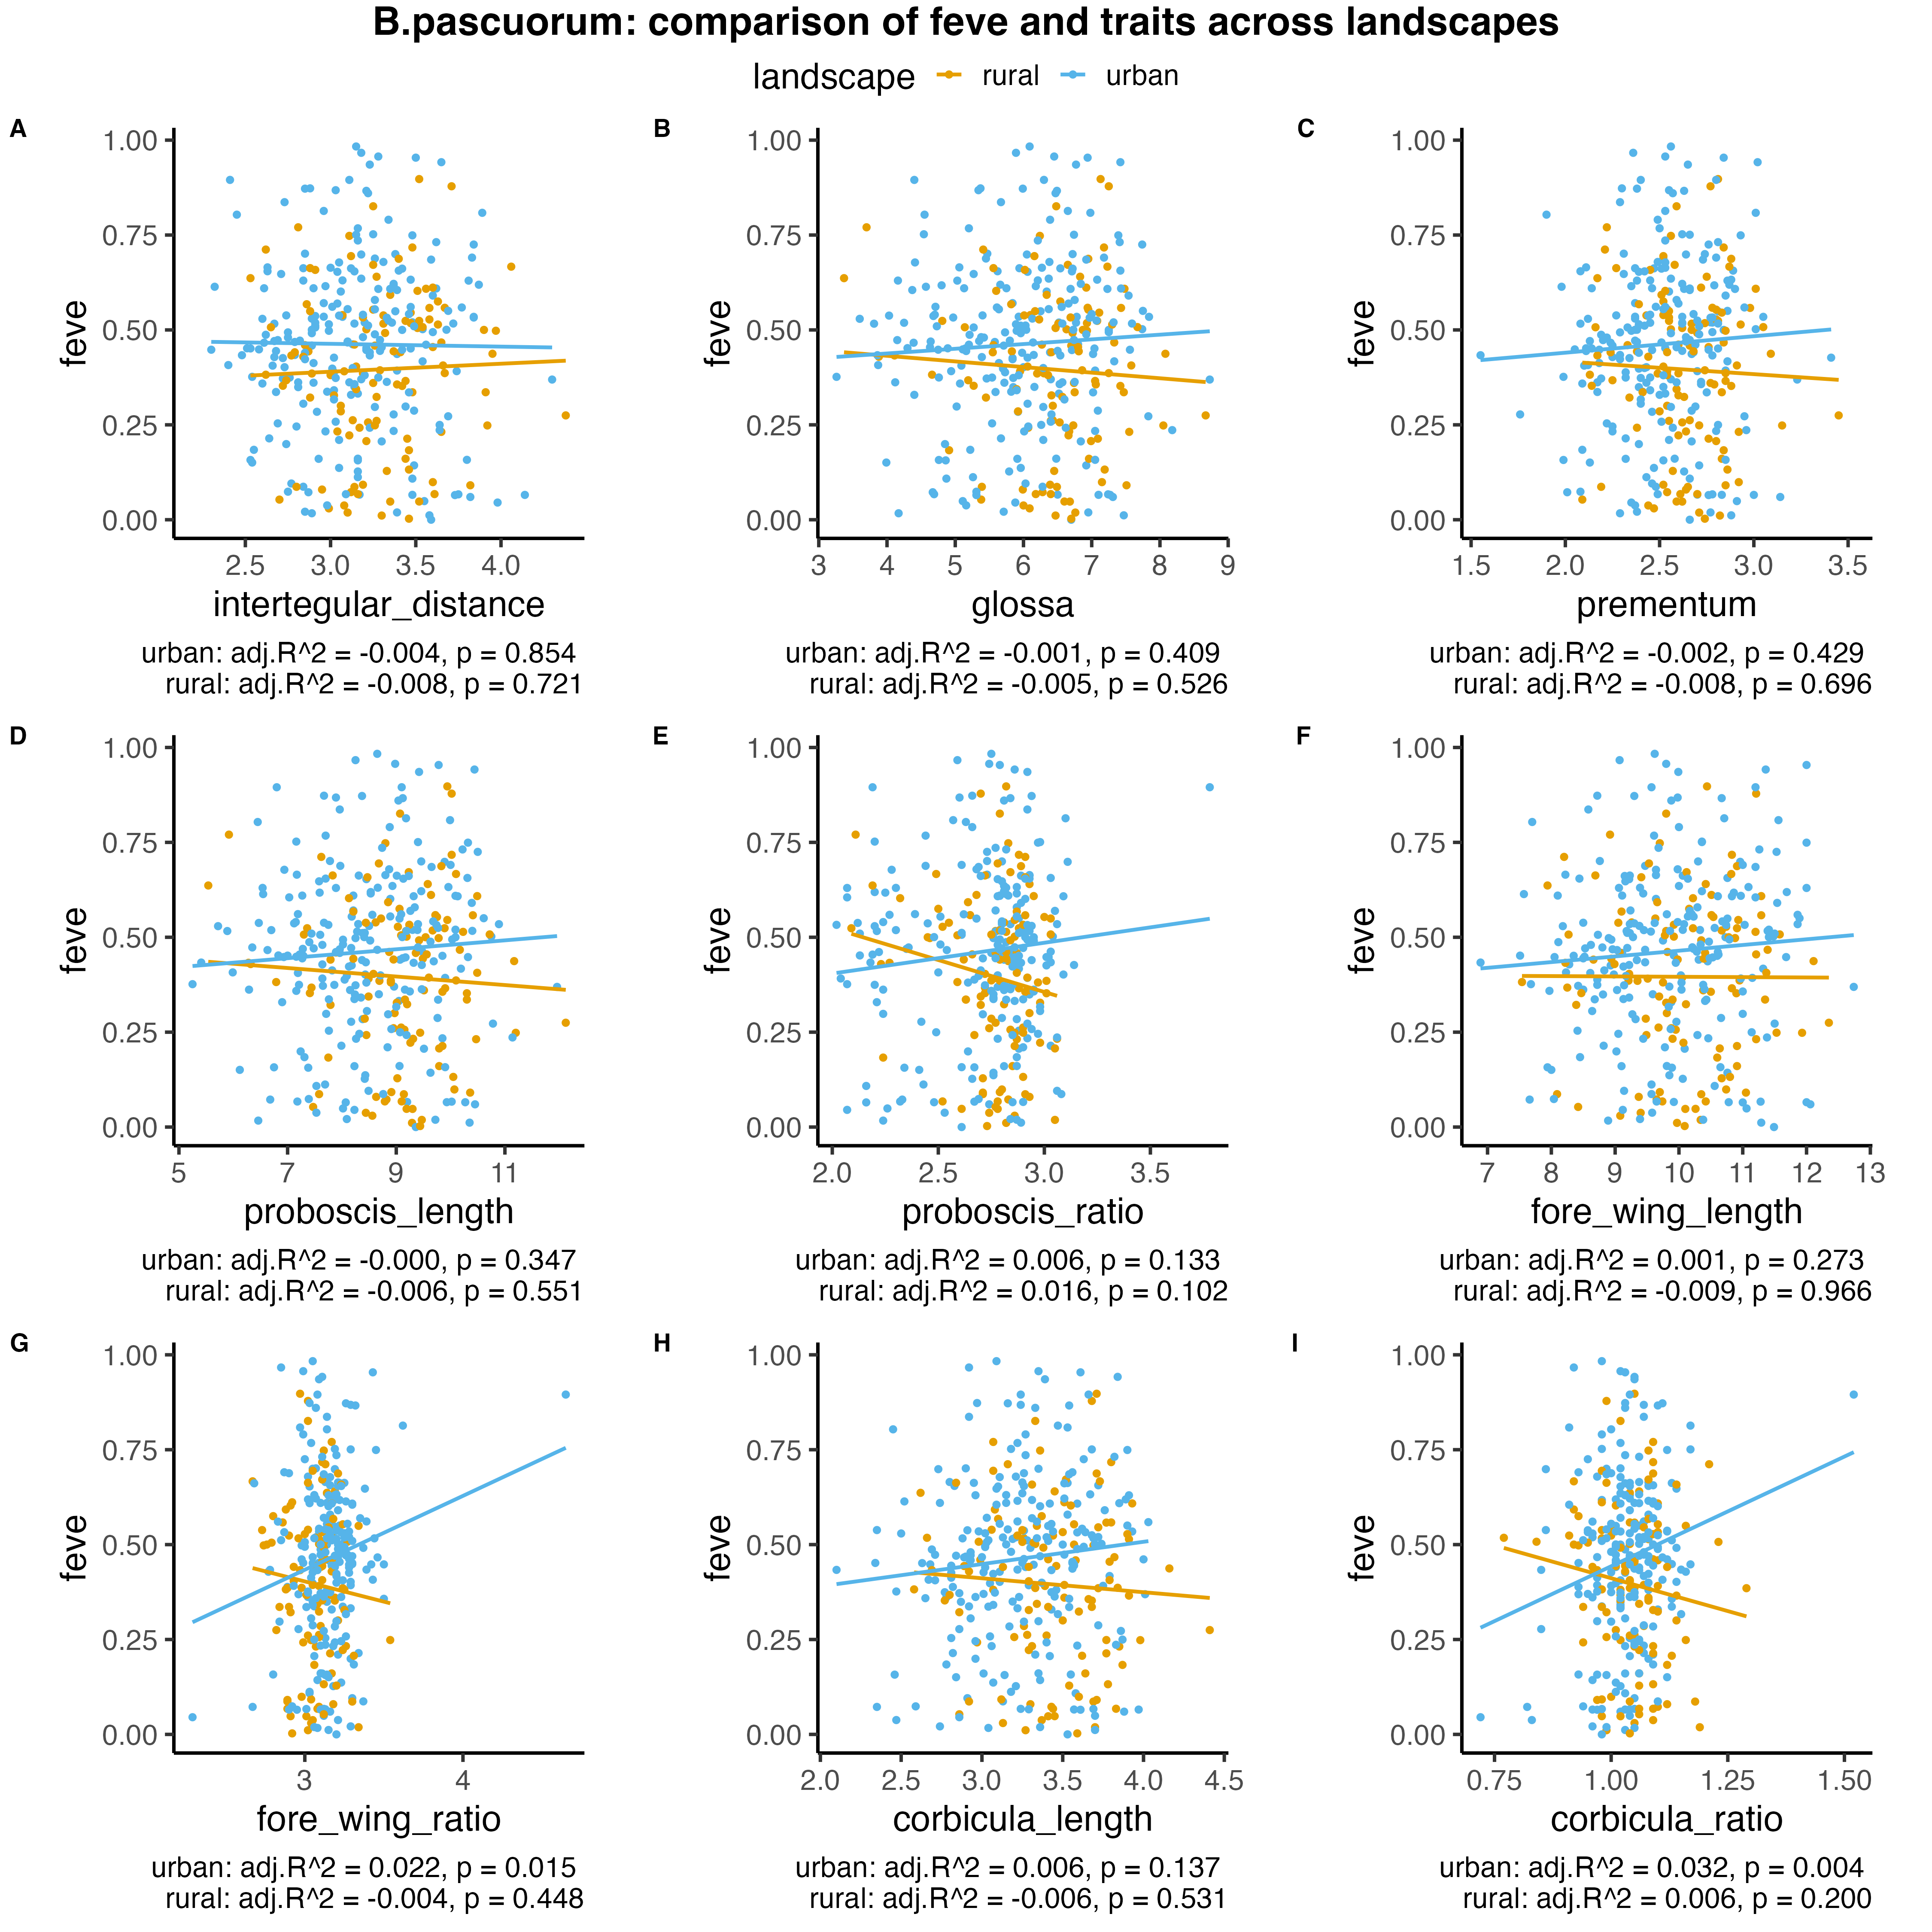 B.pascuorum: comparison of feve and traits across landscapes
landscape rural urban
A
1.00
0.75
0.50
0.25
0.00
feve
2.5 3.0 3.5 4.0
intertegular_distance
urban: adj.R^2 = -0.004, p = 0.854
rural: adj.R^2 = -0.008, p = 0.721
B
1.00
0.75
0.50
0.25
0.00
feve
3 4 5 6 7 8 9
glossa
urban: adj.R^2 = -0.001, p = 0.409
rural: adj.R^2 = -0.005, p = 0.526
C
1.00
0.75
0.50
0.25
0.00
feve
1.5 2.0 2.5 3.0 3.5
prementum
urban: adj.R^2 = -0.002, p = 0.429
rural: adj.R^2 = -0.008, p = 0.696
D
1.00
0.75
0.50
0.25
0.00
feve
5 7 9 11
proboscis_length
urban: adj.R^2 = -0.000, p = 0.347
rural: adj.R^2 = -0.006, p = 0.551
E
1.00
0.75
0.50
0.25
0.00
feve
2.0 2.5 3.0 3.5
proboscis_ratio
urban: adj.R^2 = 0.006, p = 0.133
rural: adj.R^2 = 0.016, p = 0.102
F
1.00
0.75
0.50
0.25
0.00
feve
7 8 9 10 11 12 13
fore_wing_length
urban: adj.R^2 = 0.001, p = 0.273
rural: adj.R^2 = -0.009, p = 0.966
G
1.00
0.75
0.50
0.25
0.00
feve
3 4
fore_wing_ratio
urban: adj.R^2 = 0.022, p = 0.015
rural: adj.R^2 = -0.004, p = 0.448
H
1.00
0.75
0.50
0.25
0.00
feve
2.0 2.5 3.0 3.5 4.0 4.5
corbicula_length
urban: adj.R^2 = 0.006, p = 0.137
rural: adj.R^2 = -0.006, p = 0.531
I
1.00
0.75
0.50
0.25
0.00
feve
0.75 1.00 1.25 1.50
corbicula_ratio
urban: adj.R^2 = 0.032, p = 0.004
rural: adj.R^2 = 0.006, p = 0.200